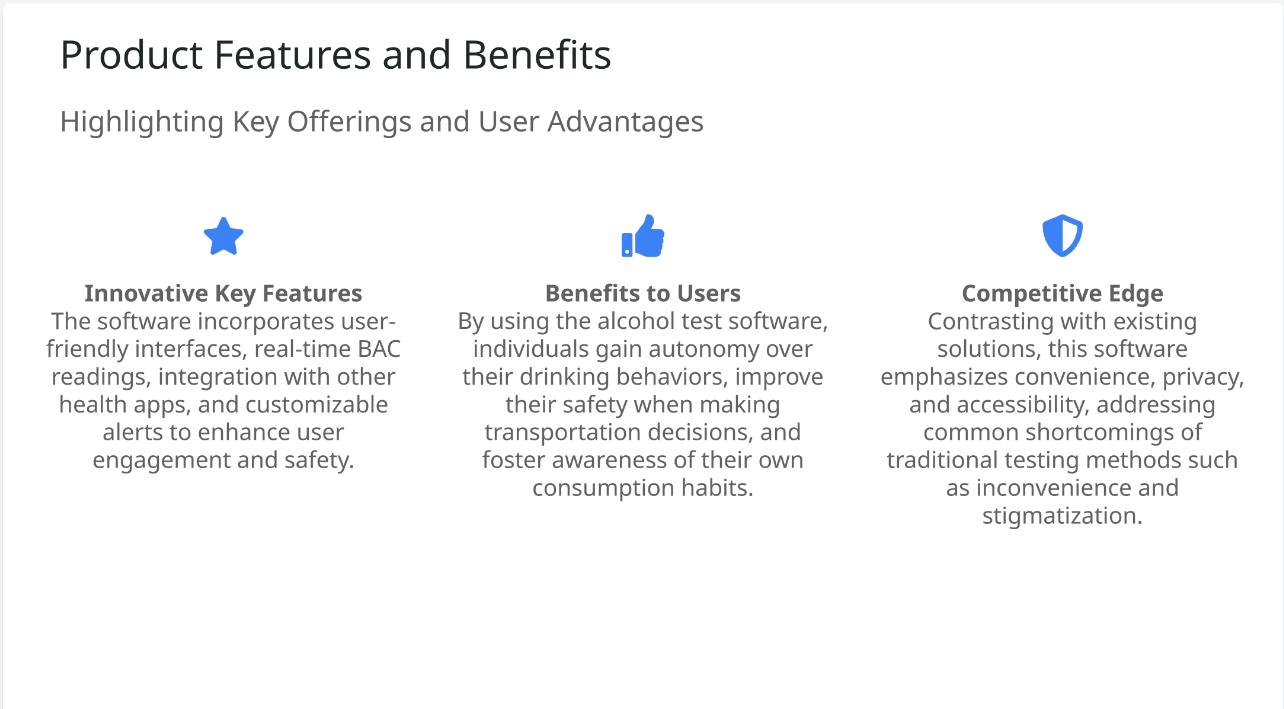 Product Features and Benefits
Highlighting Key Offerings and User Advantages
Innovative Key Features
The software incorporates user-
friendly interfaces, real-time BAC
readings, integration with other
health apps, and customizable
alerts to enhance user
engagement and safety.
Benefits to Users
By using the alcohol test software,
individuals gain autonomy over
their drinking behaviors, improve
their safety when making
transportation decisions, and
foster awareness of their own
consumption habits.
Competitive Edge
Contrasting with existing
solutions, this software
emphasizes convenience, privacy,
and accessibility, addressing
common shortcomings of
traditional testing methods such
as inconvenience and
stigmatization.